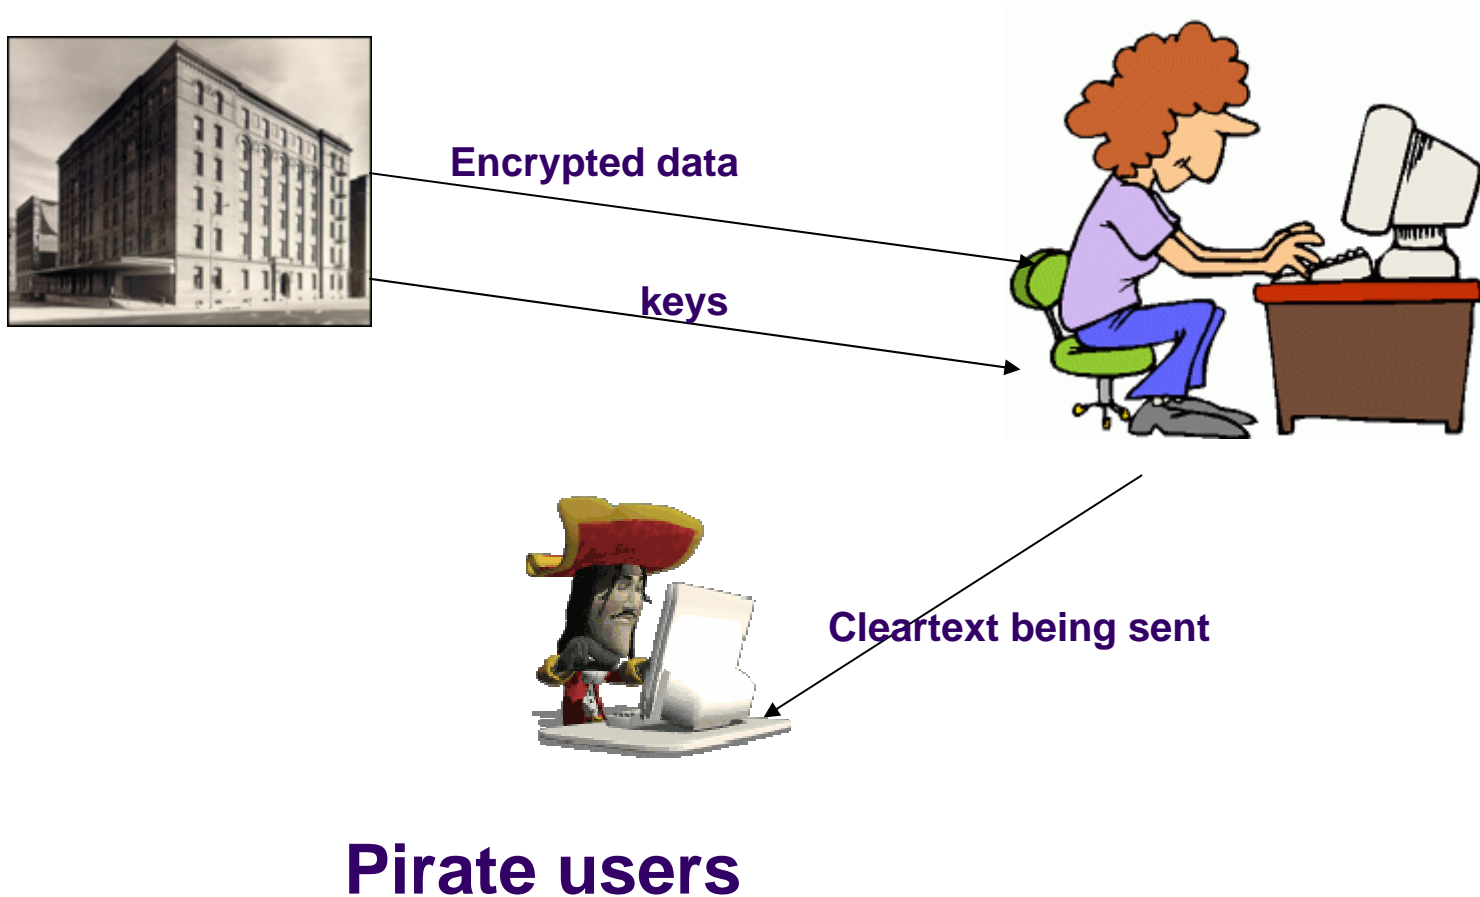 Encrypted data
keys
Cleartext being sent
Pirate users